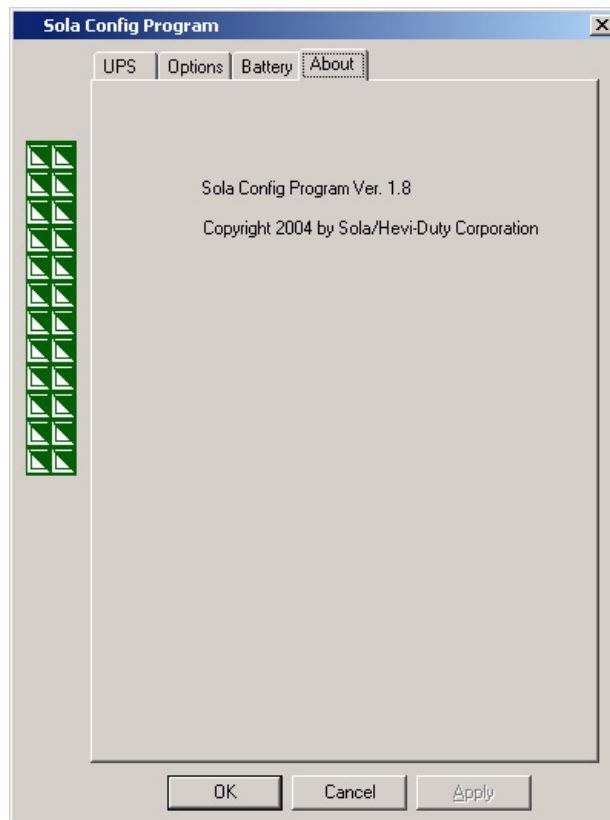 Sola Config Program
UPS Options Battery About
Sola Config Program Ver. 1.8
Copyright 2004 by Sola/Hevi-Duty Corporation
OK Cancel Apply